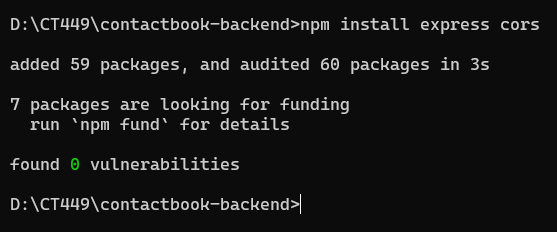 D:\CT449\contactbook-backend>npm install express cors
added 59 packages, and audited 60 packages in 3s
7 packages are looking for funding
  run `npm fund` for details
found 0 vulnerabilities
D:\CT449\contactbook-backend>